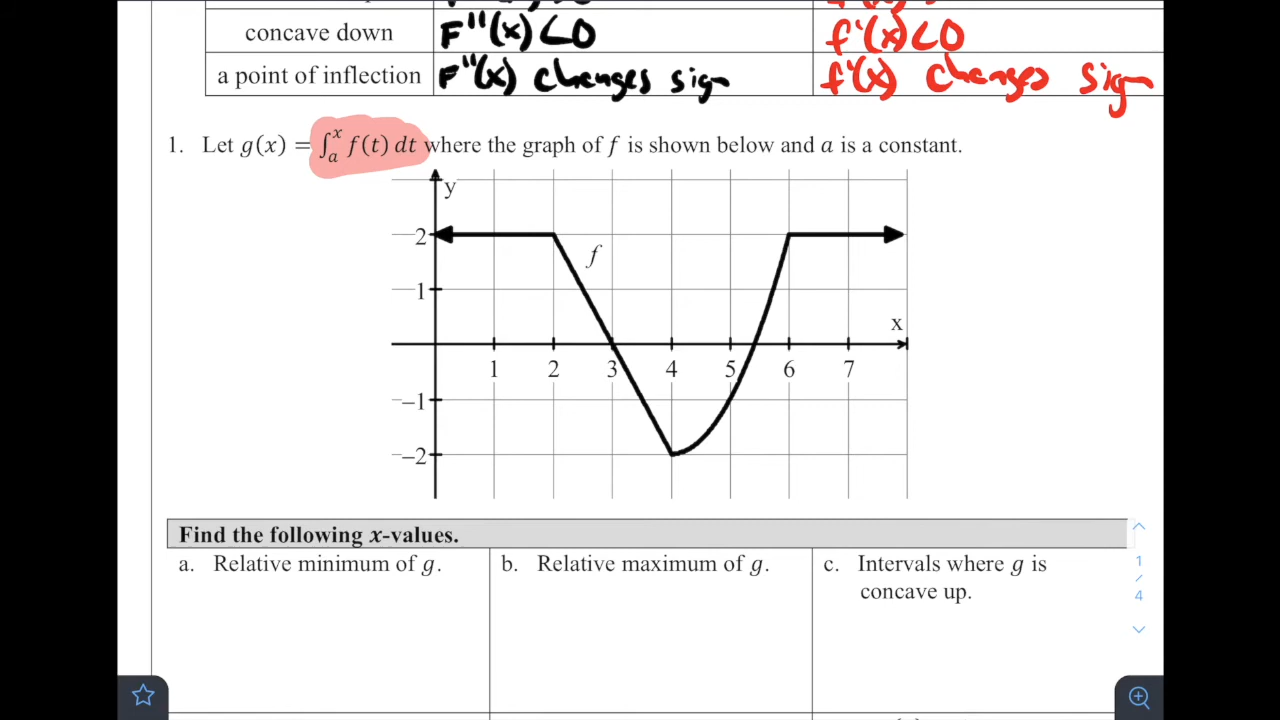 concave down F''(x) < 0 f'(x) < 0
a point of inflection F''(x) changes sign f'(x) changes sign
1. Let g(x) = ∫ₐˣ f(t) dt where the graph of f is shown below and a is a constant.
y
2
f
1
x
1 2 3 4 5 6 7
−1
−2
Find the following x-values.
a. Relative minimum of g. b. Relative maximum of g. c. Intervals where g is
concave up.
1
/
4